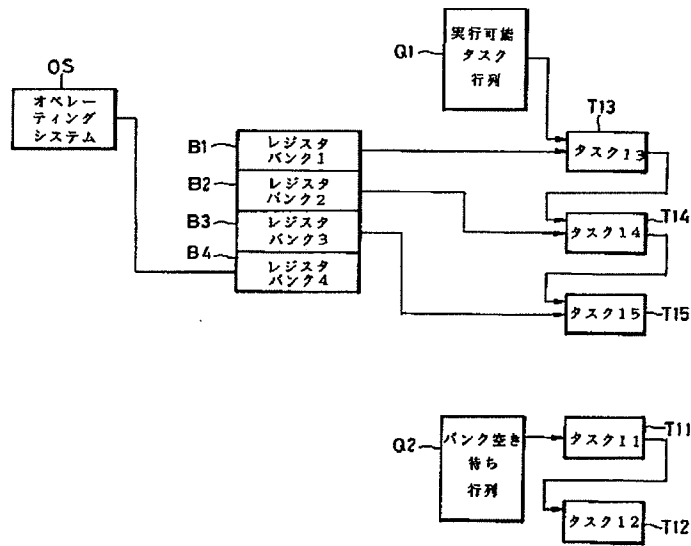 OS
オペレー
ティング
システム
Q1
実行可能
タスク
行列
B1
レジスタ
バンク1
B2
レジスタ
バンク2
B3
レジスタ
バンク3
B4
レジスタ
バンク4
T13
タスク13
T14
タスク14
T15
タスク15
Q2
バンク空き
待ち
行列
T11
タスク11
T12
タスク12